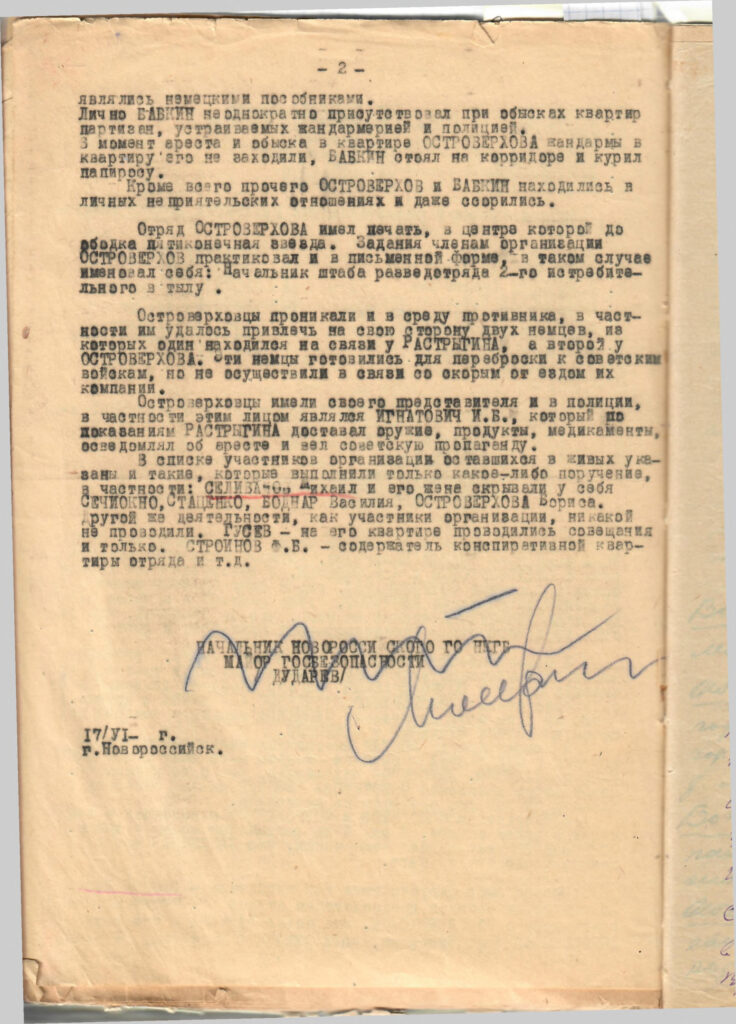 - 2 -
являлись немецкими пособниками.
Лично БАБКИН неоднократно присутствовал при обысках квартир
партизан, устраиваемых жандармерией и полицией.
В момент ареста и обыска в квартире ОСТРОВЕРХОВА жандармы в
квартиру его не заходили, БАБКИН стоял на корридоре и курил
папиросу.
Кроме всего прочего ОСТРОВЕРХОВ и БАБКИН находились в
личных неприятельских отношениях и даже ссорились.
Отряд ОСТРОВЕРХОВА имел печать, в центре которой до
ободка пятиконечная звезда. Задания членам организации
ОСТРОВЕРХОВ практиковал и в письменной форме, в таком случае
именовал себя: Начальник штаба разведотряда 2-го истребите-
льного в тылу .
Островерховцы проникали и в среду противника, в част-
ности им удалось привлечь на свою сторону двух немцев, из
которых один находился на связи у РАСТРЫГИНА, а второй у
ОСТРОВЕРХОВА. Эти немцы готовились для переброски к советским
войскам, но не осуществили в связи со скорым от ездом их
компании.
Островерховцы имели своего представителя и в полиции,
в частности этим лицом являлся ИГНАТОВИЧ И.Б., который по
показаниям РАСТРЫГИНА доставал оружие, продукты, медикаменты,
осведомлял об аресте и вел советскую пропаганду.
В списке участников организации оставшихся в живых ука-
заны и такие, которые выполнили только какое-либо поручение,
в частности: СЕЛИВАНОВ Михаил и его жена скрывали у себя
СЕЧИОКНО, СТАЦЕНКО, БОДНАР Василия, ОСТРОВЕРХОВА Бориса.
Другой же деятельности, как участники организации, никакой
не проводили. ГУСЕВ - на его квартире проводились совещания
и только. СТРОИНОВ Ф.Б. - содержатель конспиративной квар-
тиры отряда и т.д.
НАЧАЛЬНИК НОВОРОССИ СКОГО ГО НКГБ
МАЙОР ГОСБЕЗОПАСНОСТИ
ДУДАРЕВ/
17/VI- г.
г.Новороссийск.